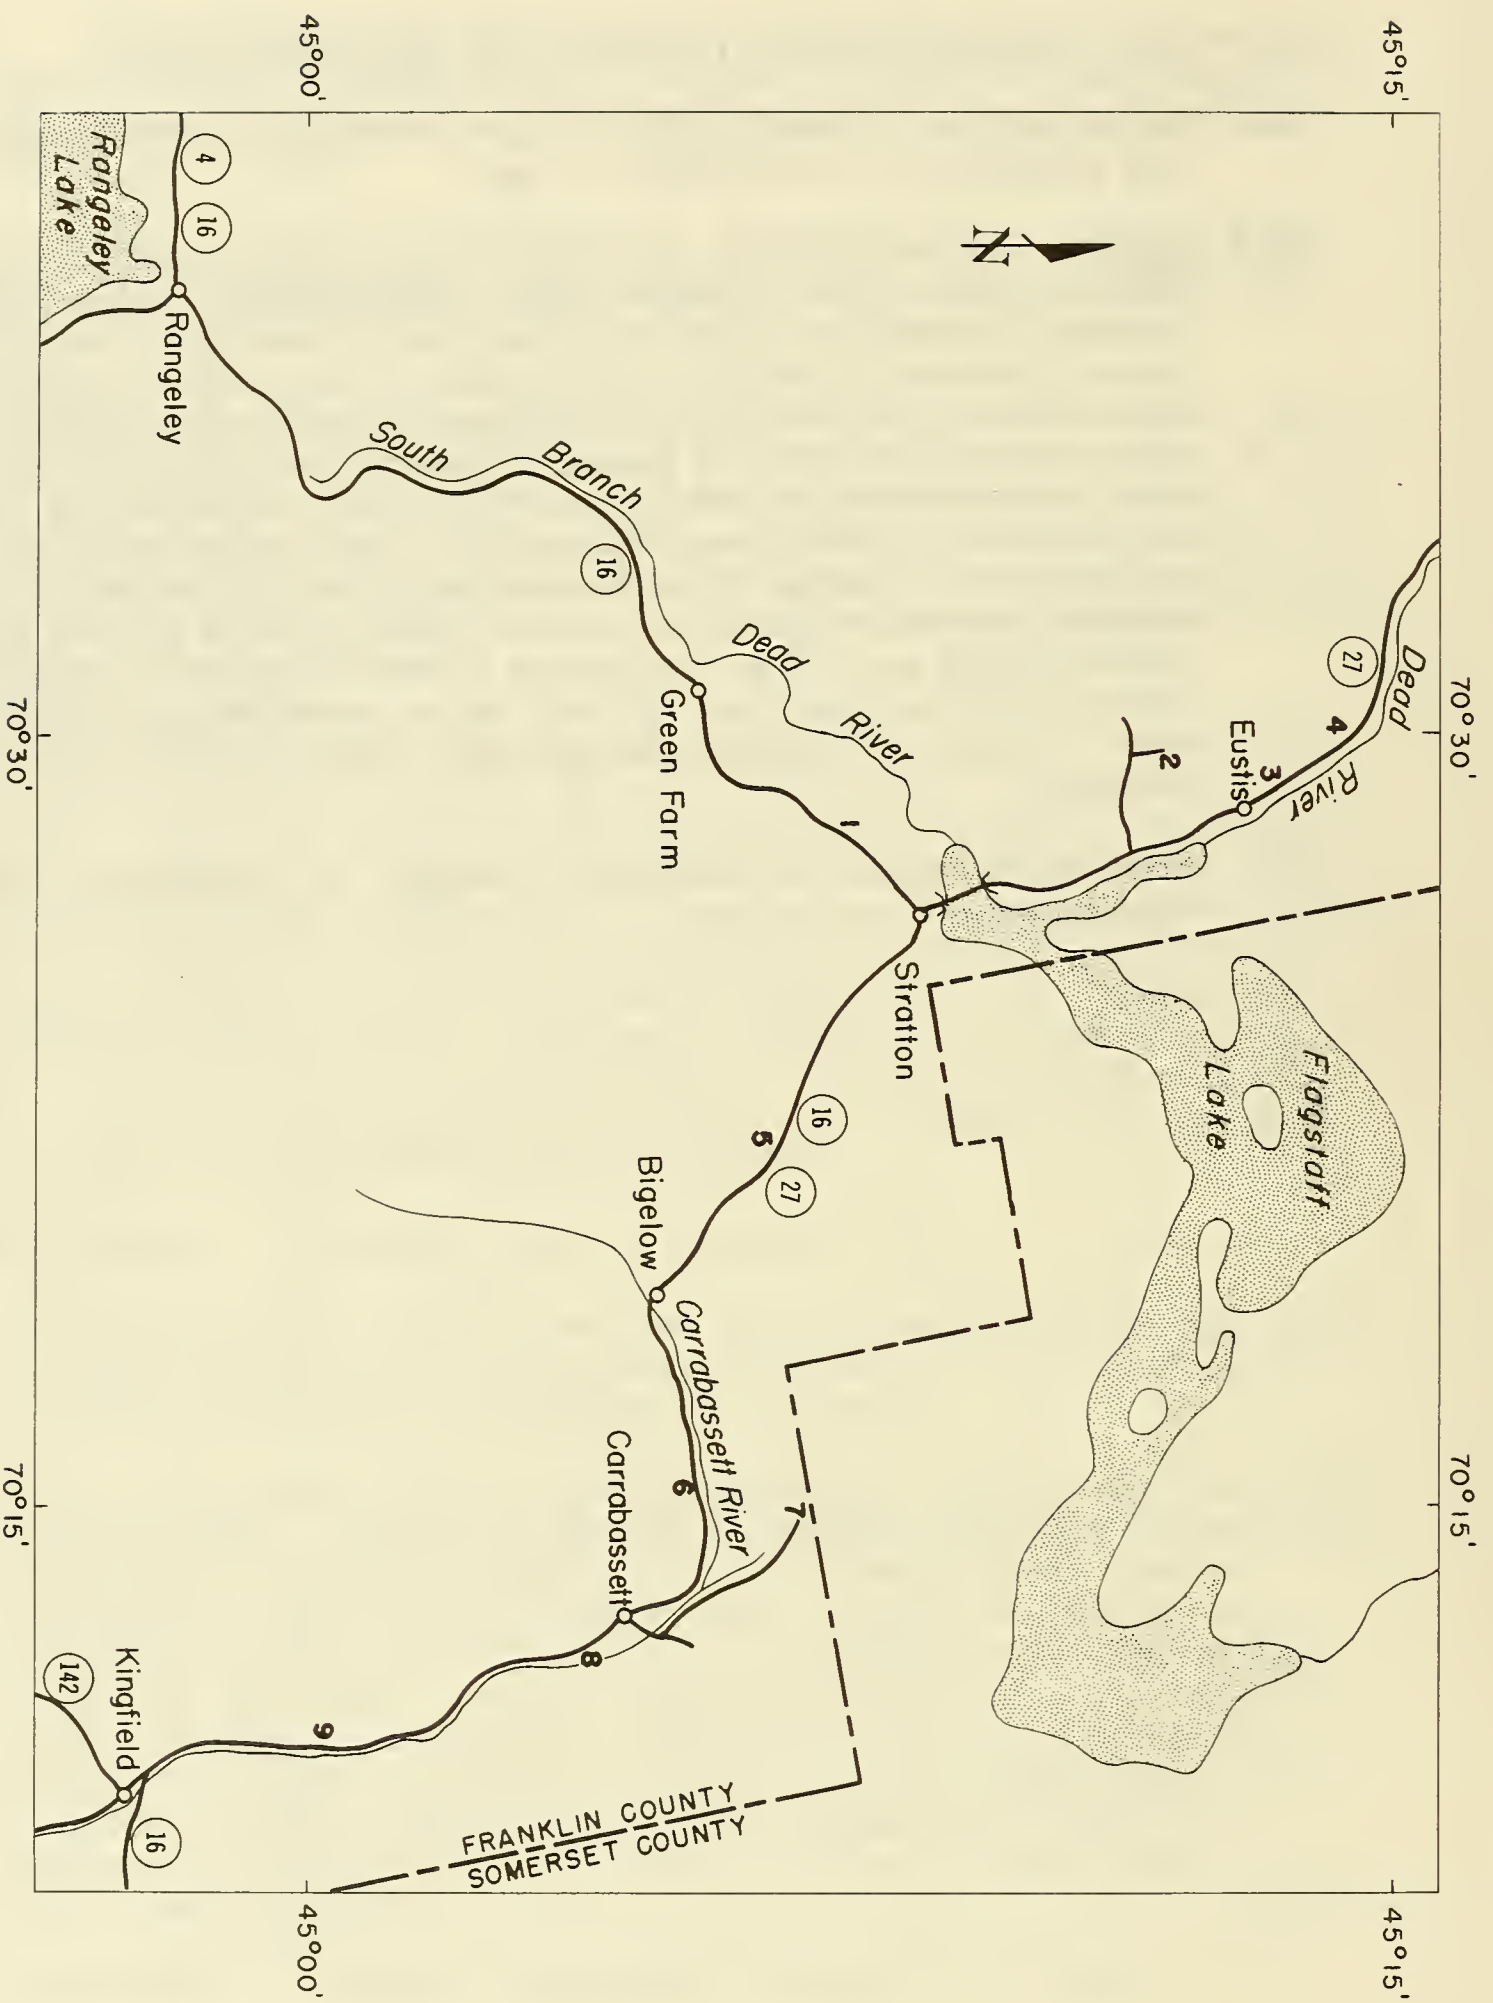 70°30'
70°15'
45°15'
45°15'
27
Dead
River
4
3
Eustis
2
Flagstaff
Lake
N
River
Dead
1
Stratton
16
27
5
Branch
South
16
Green Farm
Bigelow
Carrabassett River
7
6
Carrabassett
8
FRANKLIN COUNTY
SOMERSET COUNTY
45°00'
45°00'
9
4
16
Rangeley
Rangeley
Lake
Kingfield
142
16
70°30'
70°15'